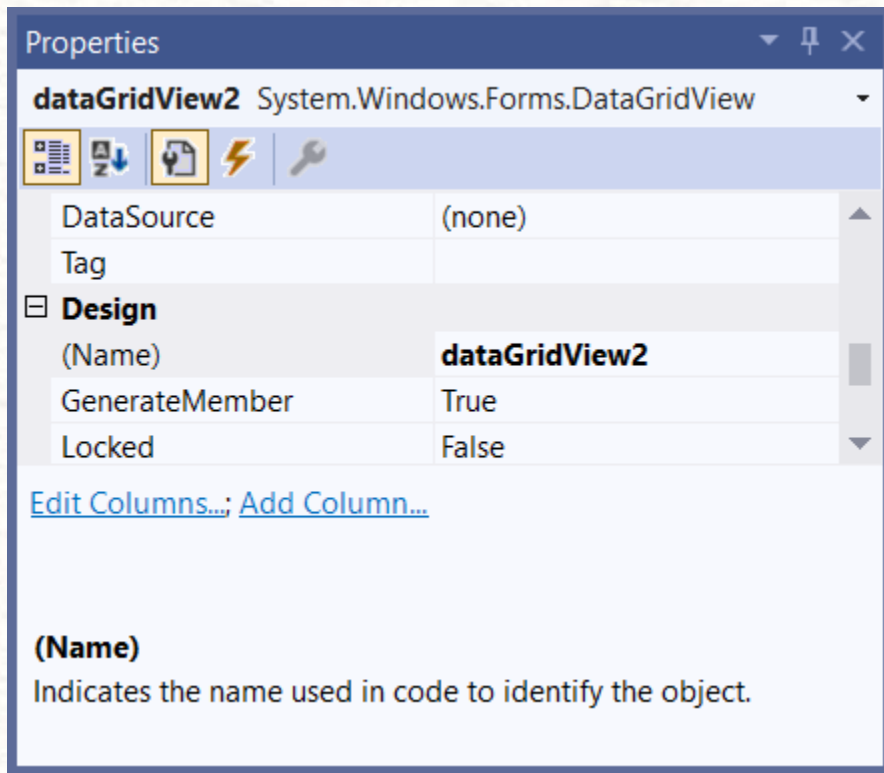 Properties
dataGridView2 System.Windows.Forms.DataGridView
DataSource (none)
Tag
Design
(Name) dataGridView2
GenerateMember True
Locked False
Edit Columns...; Add Column...
(Name)
Indicates the name used in code to identify the object.